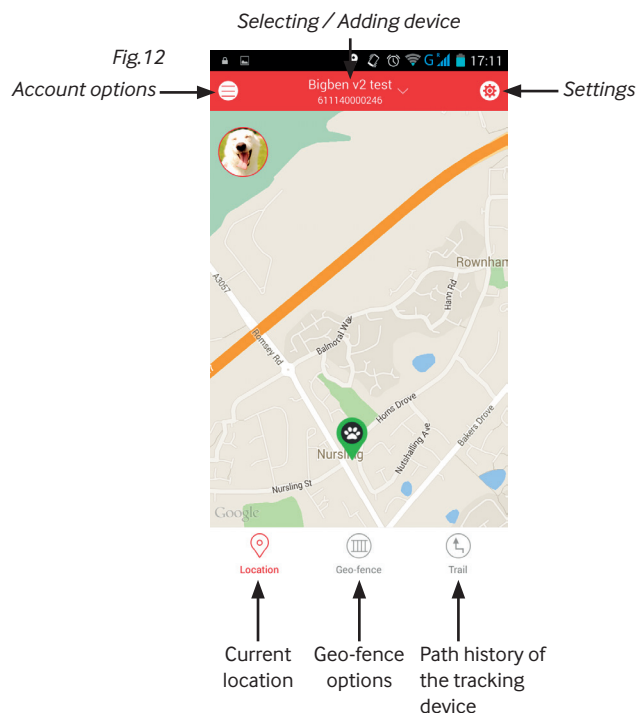 Selecting / Adding device
Fig.12
Account options
Settings
G 17:11
Bigben v2 test
611140000246
Rownham
A3057
Romsey Rd
Balmoral Way
Hann Rd
Horns Drove
Nutshalling Ave
Bakers Drove
Nursling
Nursling St
Google
Location
Geo-fence
Trail
Current
location
Geo-fence
options
Path history of
the tracking
device